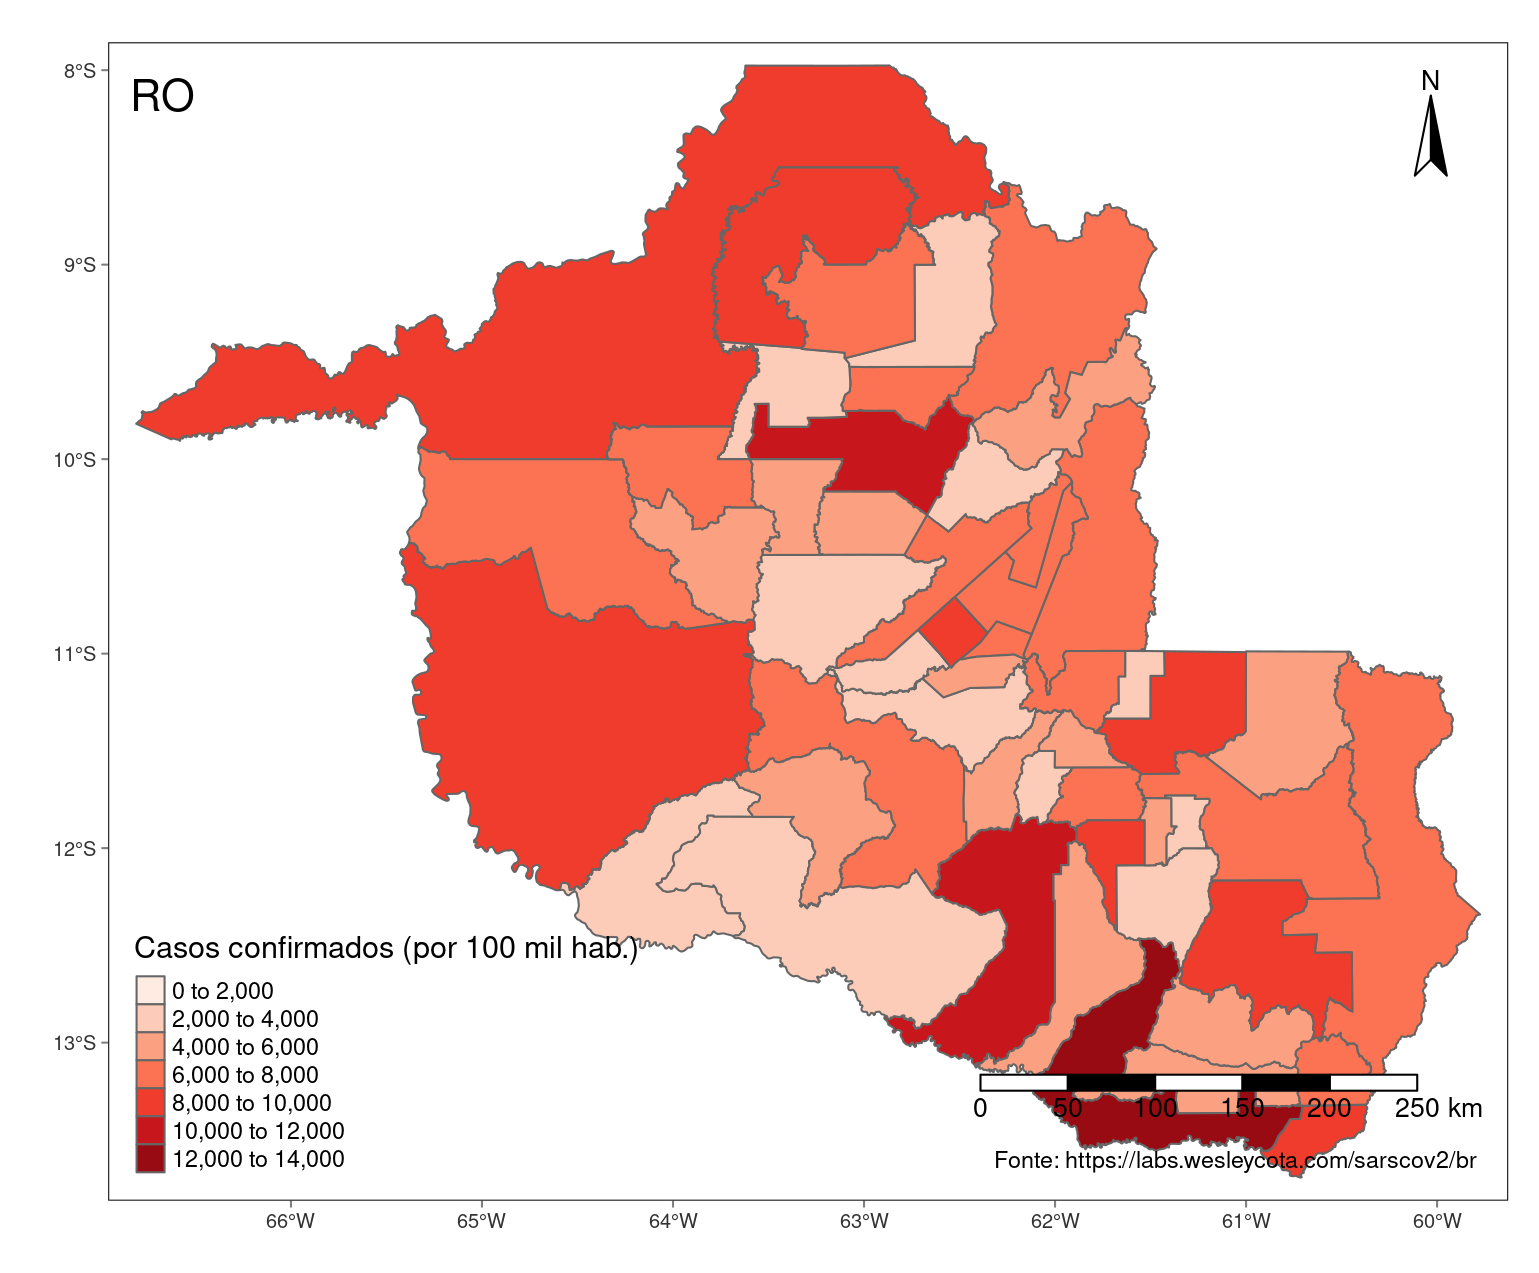 RO
N
8°S
9°S
10°S
11°S
12°S
13°S
Casos confirmados (por 100 mil hab.)
0 to 2,000
2,000 to 4,000
4,000 to 6,000
6,000 to 8,000
8,000 to 10,000
10,000 to 12,000
12,000 to 14,000
0 50 100 150 200 250 km
Fonte: https://labs.wesleycota.com/sarscov2/br
66°W 65°W 64°W 63°W 62°W 61°W 60°W